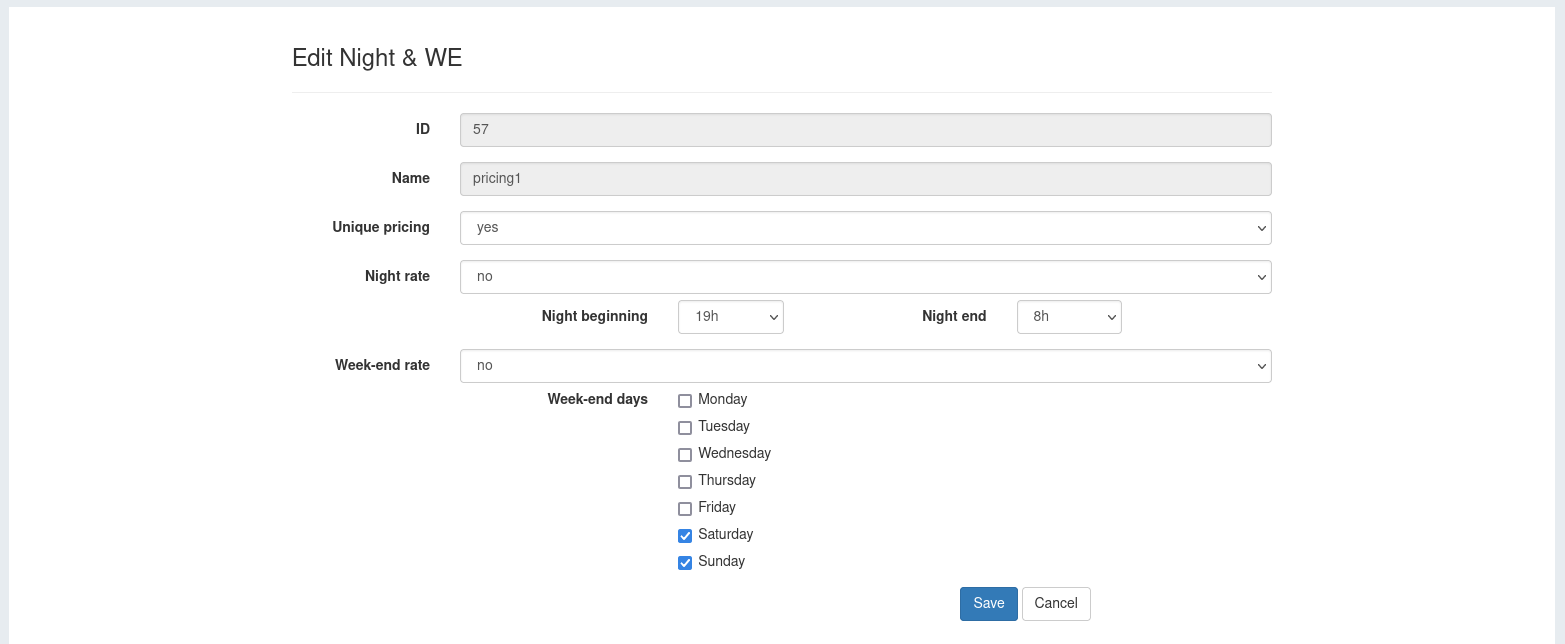 Edit Night & WE
ID 57
Name pricing1
Unique pricing yes
Night rate no
Night beginning 19h Night end 8h
Week-end rate no
Week-end days Monday
Tuesday
Wednesday
Thursday
Friday
Saturday
Sunday
Save Cancel